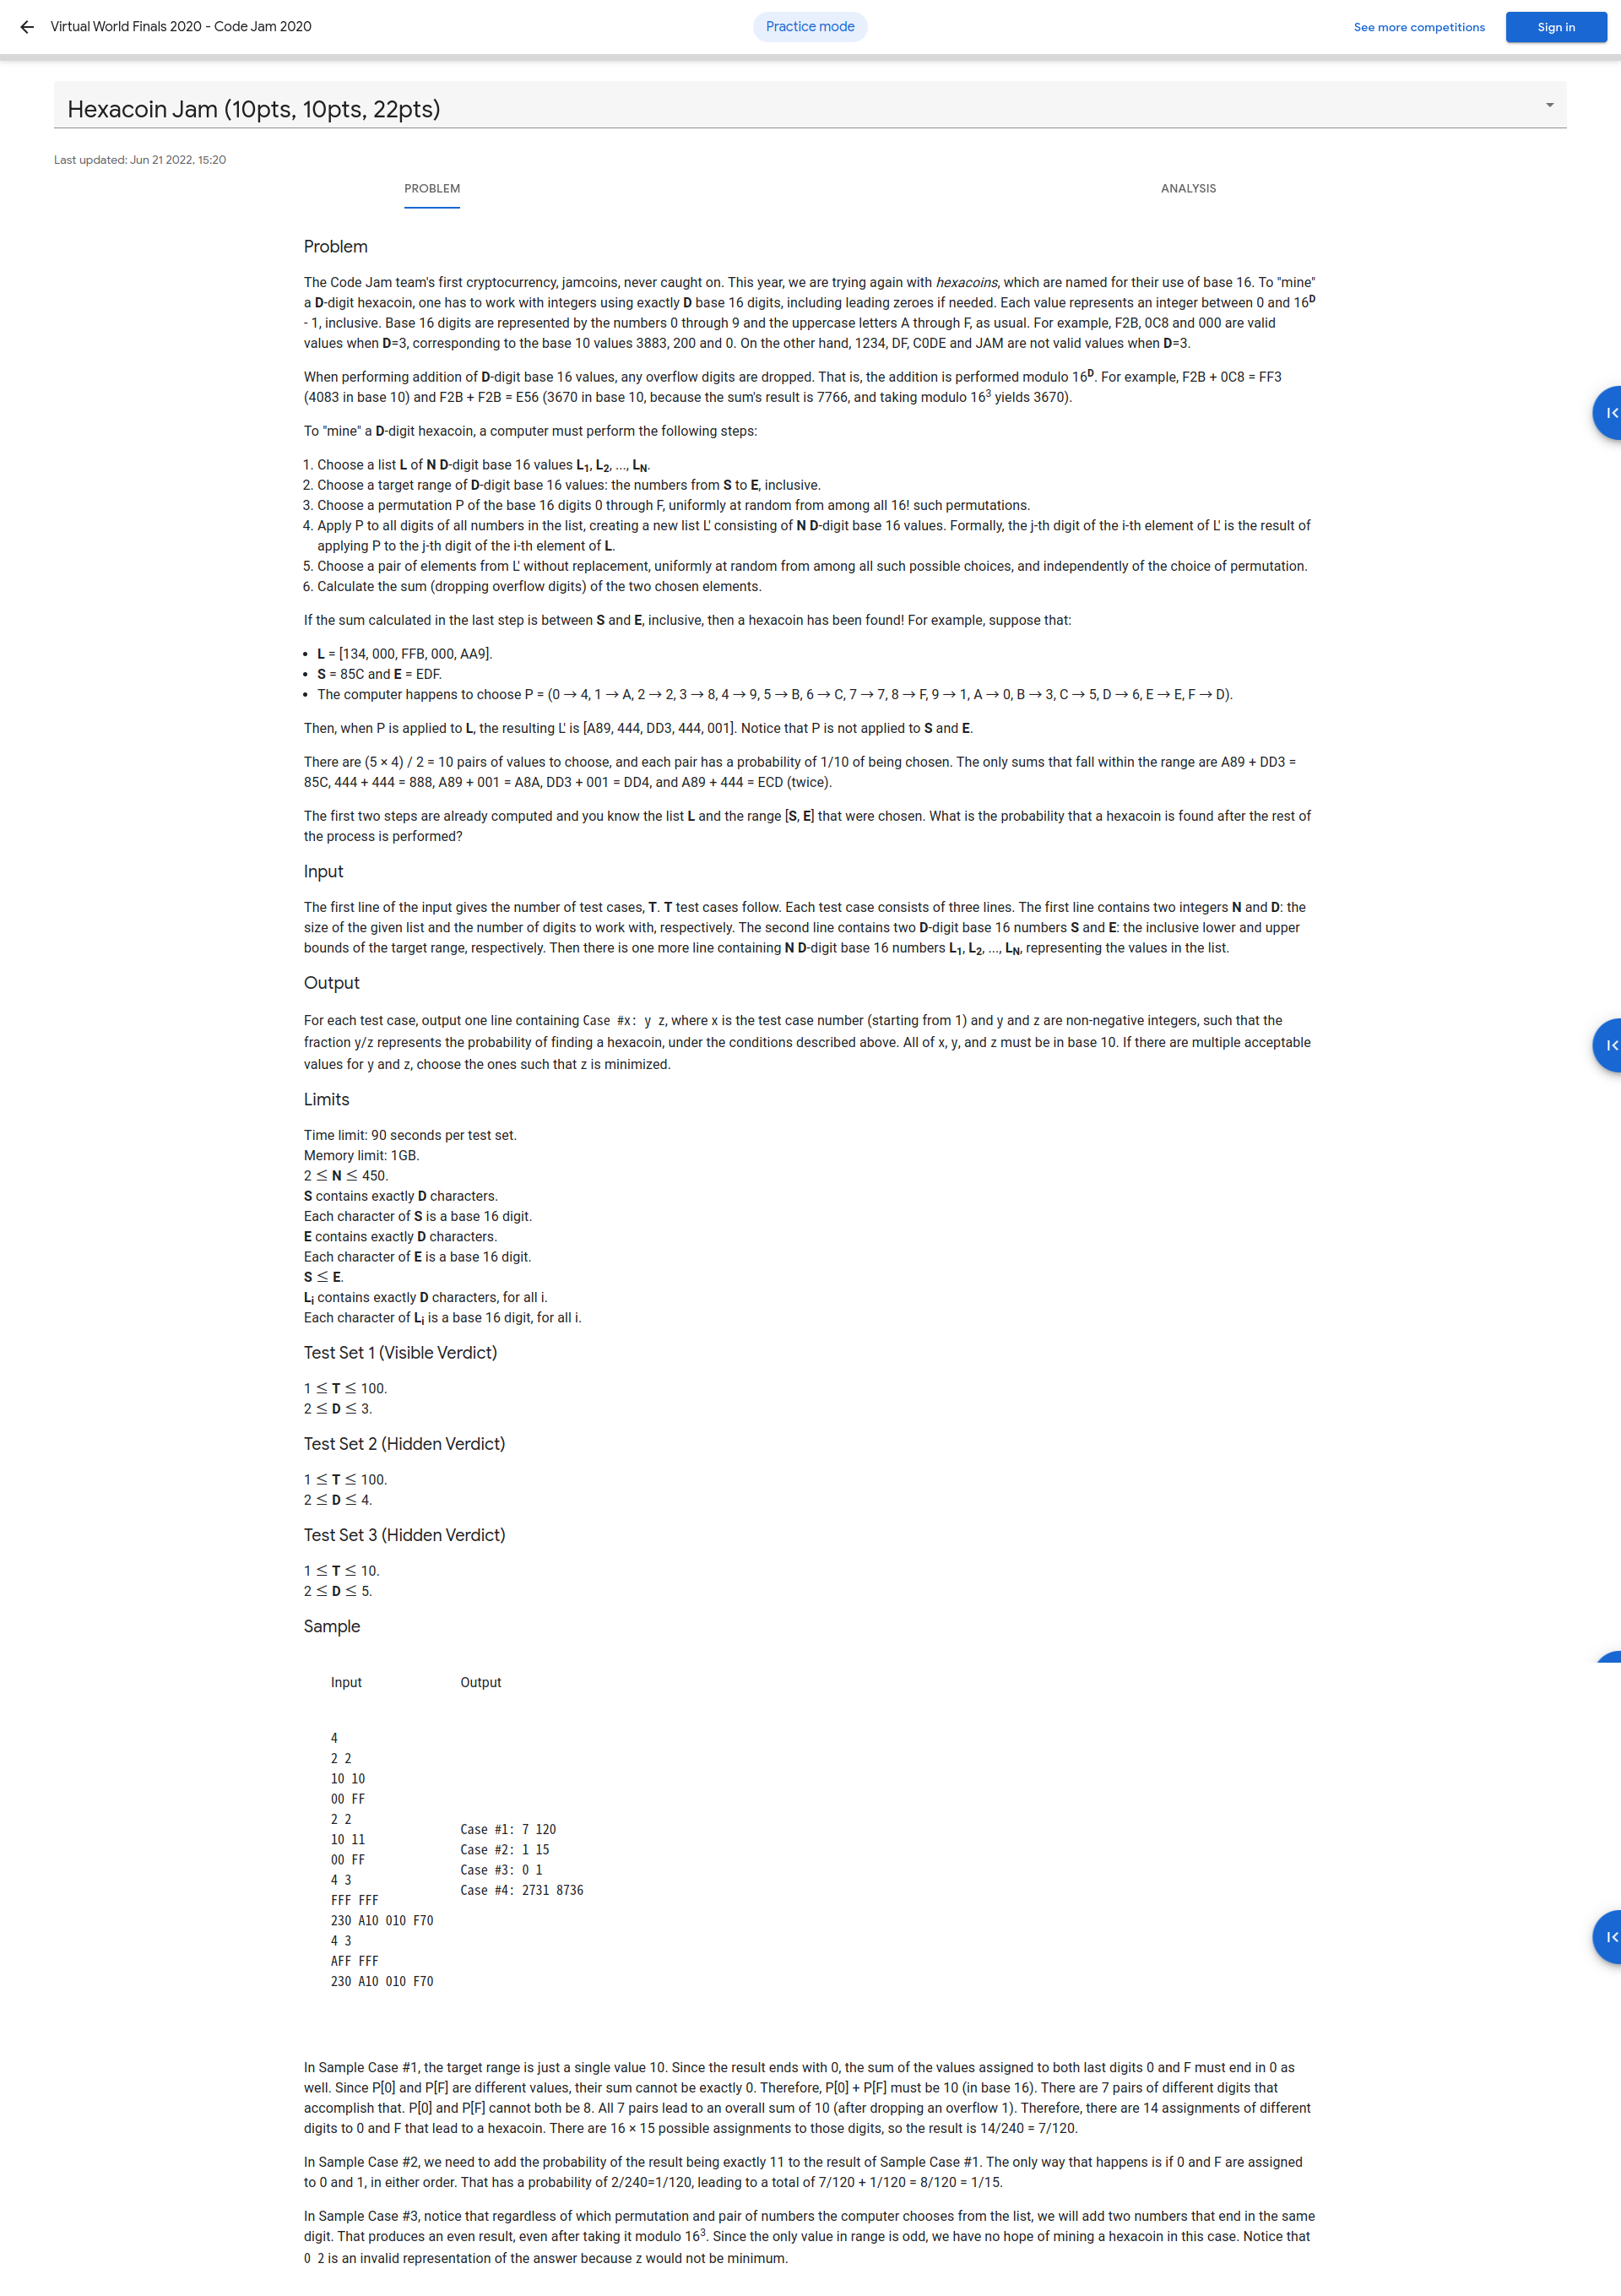 Virtual World Finals 2020 - Code Jam 2020
Practice mode
See more competitions
Sign in
Hexacoin Jam (10pts, 10pts, 22pts)
Last updated: Jun 21 2022, 15:20
PROBLEM
ANALYSIS
Problem
The Code Jam team's first cryptocurrency, jamcoins, never caught on. This year, we are trying again with hexacoins, which are named for their use of base 16. To "mine"
a D-digit hexacoin, one has to work with integers using exactly D base 16 digits, including leading zeroes if needed. Each value represents an integer between 0 and 16^D
- 1, inclusive. Base 16 digits are represented by the numbers 0 through 9 and the uppercase letters A through F, as usual. For example, F2B, 0C8 and 000 are valid
values when D=3, corresponding to the base 10 values 3883, 200 and 0. On the other hand, 1234, DF, C0DE and JAM are not valid values when D=3.
When performing addition of D-digit base 16 values, any overflow digits are dropped. That is, the addition is performed modulo 16^D. For example, F2B + 0C8 = FF3
(4083 in base 10) and F2B + F2B = E56 (3670 in base 10, because the sum's result is 7766, and taking modulo 16^3 yields 3670).
To "mine" a D-digit hexacoin, a computer must perform the following steps:
1. Choose a list L of N D-digit base 16 values L1, L2, ..., LN.
2. Choose a target range of D-digit base 16 values: the numbers from S to E, inclusive.
3. Choose a permutation P of the base 16 digits 0 through F, uniformly at random from among all 16! such permutations.
4. Apply P to all digits of all numbers in the list, creating a new list L' consisting of N D-digit base 16 values. Formally, the j-th digit of the i-th element of L' is the result of
applying P to the j-th digit of the i-th element of L.
5. Choose a pair of elements from L' without replacement, uniformly at random from among all such possible choices, and independently of the choice of permutation.
6. Calculate the sum (dropping overflow digits) of the two chosen elements.
If the sum calculated in the last step is between S and E, inclusive, then a hexacoin has been found! For example, suppose that:
• L = [134, 000, FFB, 000, AA9].
• S = 85C and E = EDF.
• The computer happens to choose P = (0 → 4, 1 → A, 2 → 2, 3 → 8, 4 → 9, 5 → B, 6 → C, 7 → 7, 8 → F, 9 → 1, A → 0, B → 3, C → 5, D → 6, E → E, F → D).
Then, when P is applied to L, the resulting L' is [A89, 444, DD3, 444, 001]. Notice that P is not applied to S and E.
There are (5 × 4) / 2 = 10 pairs of values to choose, and each pair has a probability of 1/10 of being chosen. The only sums that fall within the range are A89 + DD3 =
85C, 444 + 444 = 888, A89 + 001 = A8A, DD3 + 001 = DD4, and A89 + 444 = ECD (twice).
The first two steps are already computed and you know the list L and the range [S, E] that were chosen. What is the probability that a hexacoin is found after the rest of
the process is performed?
Input
The first line of the input gives the number of test cases, T. T test cases follow. Each test case consists of three lines. The first line contains two integers N and D: the
size of the given list and the number of digits to work with, respectively. The second line contains two D-digit base 16 numbers S and E: the inclusive lower and upper
bounds of the target range, respectively. Then there is one more line containing N D-digit base 16 numbers L1, L2, ..., LN, representing the values in the list.
Output
For each test case, output one line containing Case #x: y z, where x is the test case number (starting from 1) and y and z are non-negative integers, such that the
fraction y/z represents the probability of finding a hexacoin, under the conditions described above. All of x, y, and z must be in base 10. If there are multiple acceptable
values for y and z, choose the ones such that z is minimized.
Limits
Time limit: 90 seconds per test set.
Memory limit: 1GB.
2 ≤ N ≤ 450.
S contains exactly D characters.
Each character of S is a base 16 digit.
E contains exactly D characters.
Each character of E is a base 16 digit.
S ≤ E.
Li contains exactly D characters, for all i.
Each character of Li is a base 16 digit, for all i.
Test Set 1 (Visible Verdict)
1 ≤ T ≤ 100.
2 ≤ D ≤ 3.
Test Set 2 (Hidden Verdict)
1 ≤ T ≤ 100.
2 ≤ D ≤ 4.
Test Set 3 (Hidden Verdict)
1 ≤ T ≤ 10.
2 ≤ D ≤ 5.
Sample
Input
Output
4
2 2
10 10
00 FF
2 2
10 11
00 FF
4 3
FFF FFF
230 A10 010 F70
4 3
AFF FFF
230 A10 010 F70
Case #1: 7 120
Case #2: 1 15
Case #3: 0 1
Case #4: 2731 8736
In Sample Case #1, the target range is just a single value 10. Since the result ends with 0, the sum of the values assigned to both last digits 0 and F must end in 0 as
well. Since P[0] and P[F] are different values, their sum cannot be exactly 0. Therefore, P[0] + P[F] must be 10 (in base 16). There are 7 pairs of different digits that
accomplish that. P[0] and P[F] cannot both be 8. All 7 pairs lead to an overall sum of 10 (after dropping an overflow 1). Therefore, there are 14 assignments of different
digits to 0 and F that lead to a hexacoin. There are 16 × 15 possible assignments to those digits, so the result is 14/240 = 7/120.
In Sample Case #2, we need to add the probability of the result being exactly 11 to the result of Sample Case #1. The only way that happens is if 0 and F are assigned
to 0 and 1, in either order. That has a probability of 2/240=1/120, leading to a total of 7/120 + 1/120 = 8/120 = 1/15.
In Sample Case #3, notice that regardless of which permutation and pair of numbers the computer chooses from the list, we will add two numbers that end in the same
digit. That produces an even result, even after taking it modulo 16^3. Since the only value in range is odd, we have no hope of mining a hexacoin in this case. Notice that
0 2 is an invalid representation of the answer because z would not be minimum.